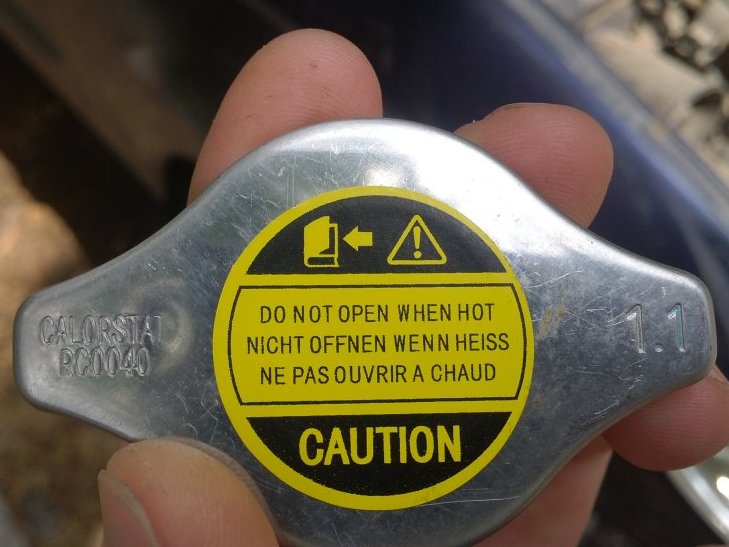 CALORSTAT
RC0040
DO NOT OPEN WHEN HOT
NICHT OFFNEN WENN HEISS
NE PAS OUVRIR A CHAUD
CAUTION
1.1